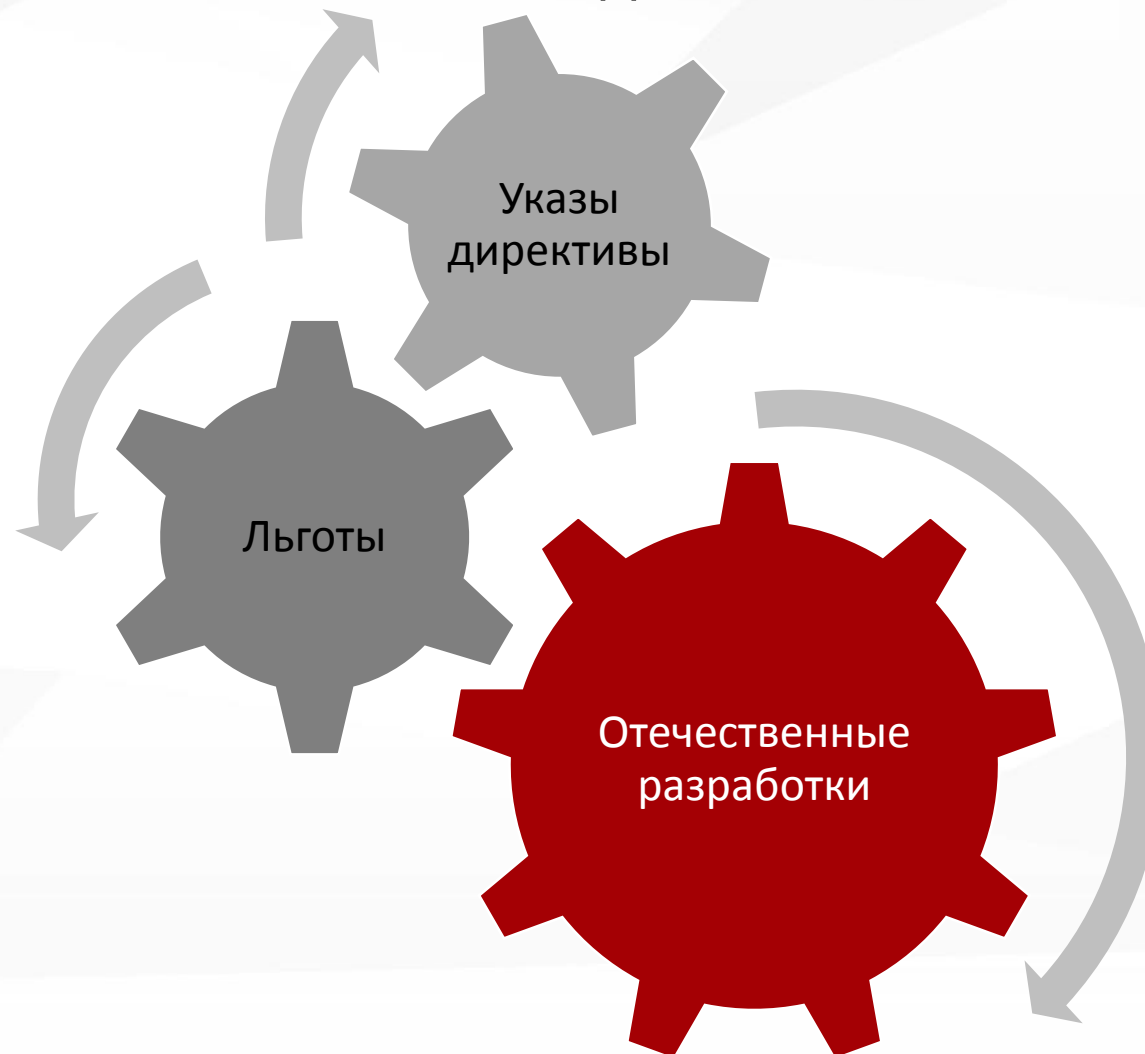 Указы
директивы
Льготы
Отечественные
разработки